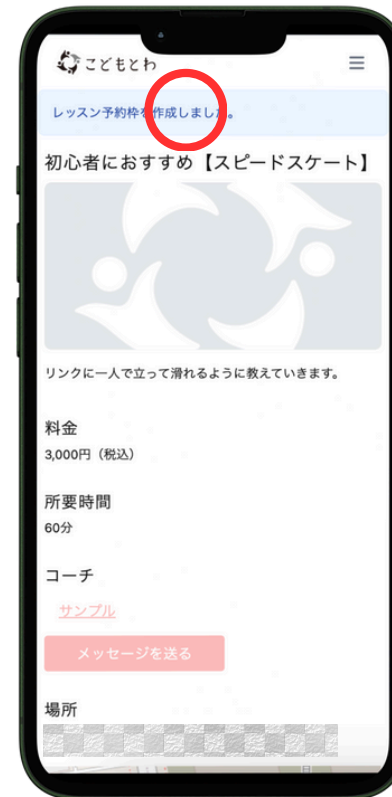 こどもとわ
レッスン予約枠を作成しました。
初心者におすすめ【スピードスケート】
リンクに一人で立って滑れるように教えていきます。
料金
3,000円（税込）
所要時間
60分
コーチ
サンプル
メッセージを送る
場所